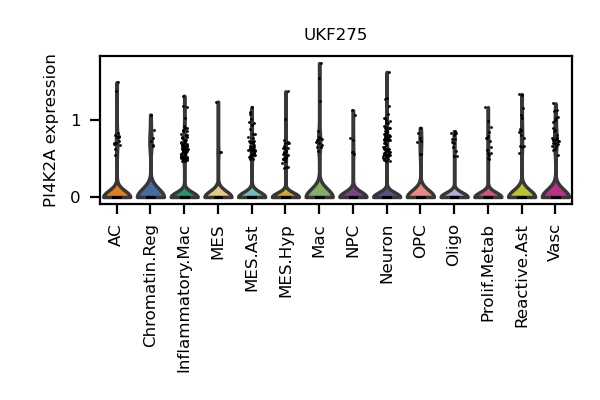 UKF275
PI4K2A expression
1
0
AC
Chromatin.Reg
Inflammatory.Mac
MES
MES.Ast
MES.Hyp
Mac
NPC
Neuron
OPC
Oligo
Prolif.Metab
Reactive.Ast
Vasc